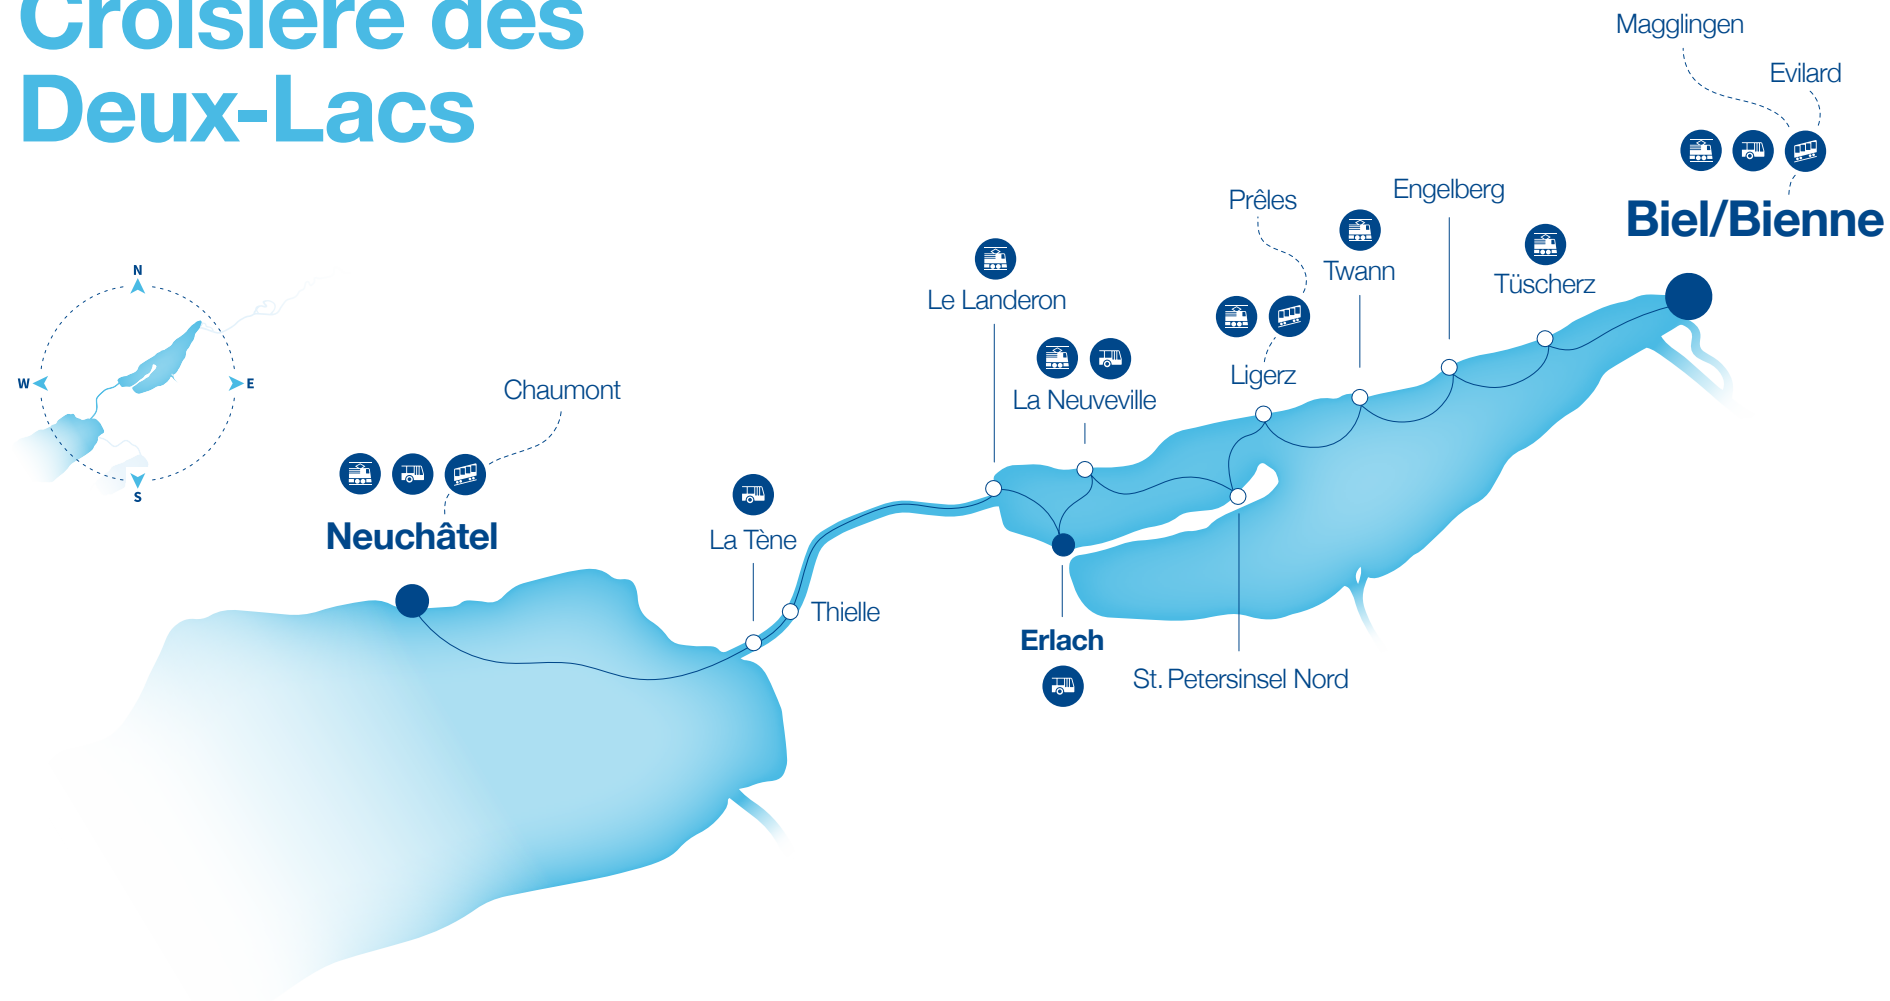 Croisière des
Deux-Lacs
Magglingen
Evilard
Biel/Bienne
Prêles
Engelberg
Twann
Tüscherz
Le Landeron
Ligerz
La Neuveville
N
W
E
S
Chaumont
Neuchâtel
La Tène
Thielle
Erlach
St. Petersinsel Nord